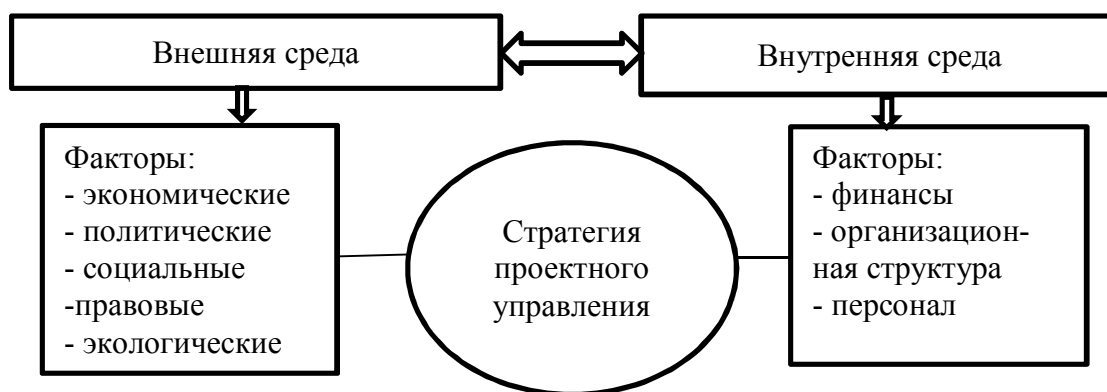 Внешняя среда
Внутренняя среда
Факторы:
- экономические
- политические
- социальные
-правовые
- экологические
Стратегия
проектного
управления
Факторы:
- финансы
- организацион-
ная структура
- персонал